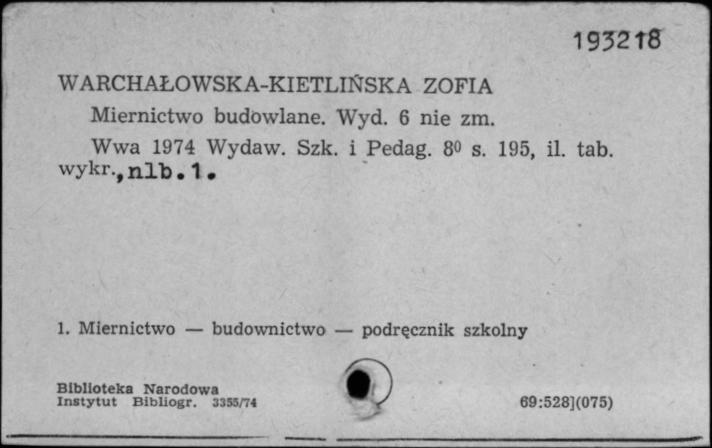 193218
WARCHAŁOWSKA-KIETLIŃSKA ZOFIA
Miernictwo budowlane. Wyd. 6 nie zm.
Wwa 1974 Wydaw. Szk. i Pedag. 8⁰ s. 195, il. tab.
wykr., nlb.1.
1. Miernictwo — budownictwo — podręcznik szkolny
Biblioteka Narodowa
Instytut Bibliogr. 3355/74
69:528](075)